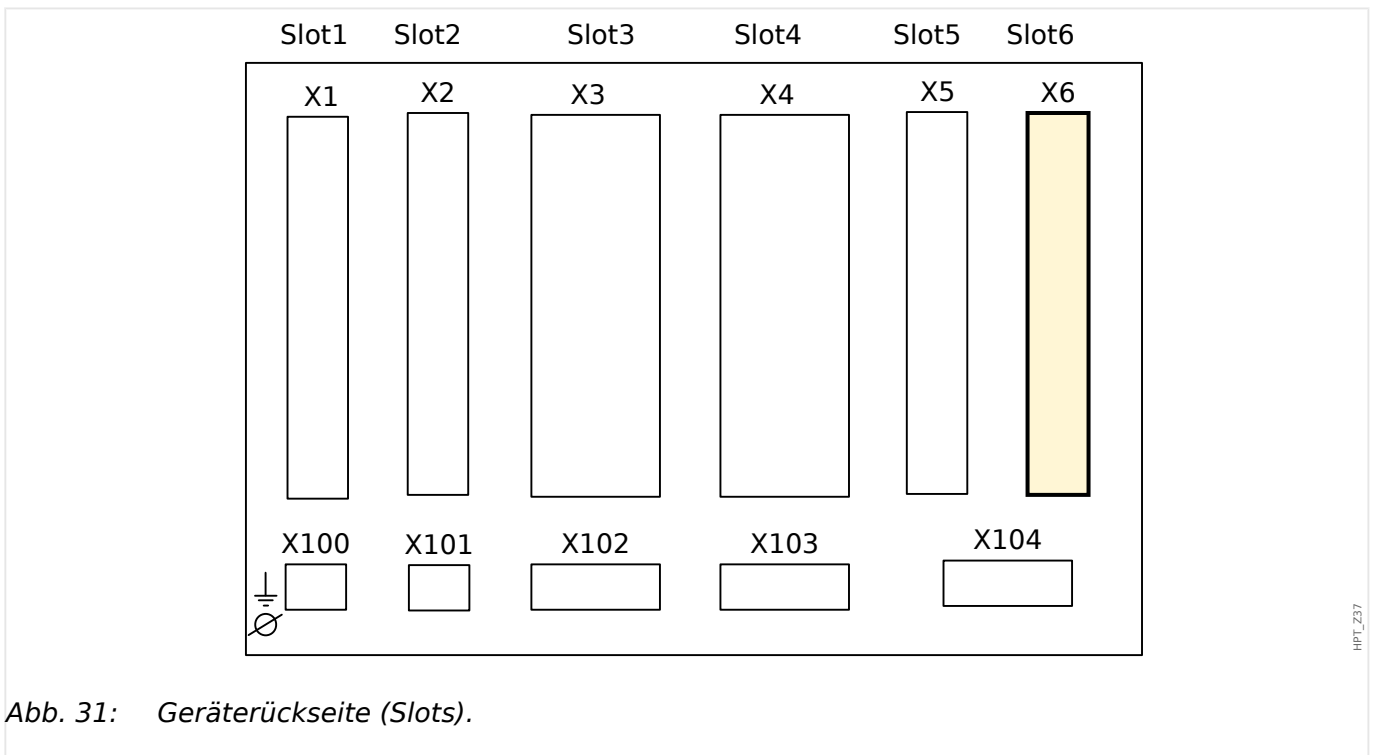 Slot1 Slot2 Slot3 Slot4 Slot5 Slot6
X1 X2 X3 X4 X5 X6
X100 X101 X102 X103 X104
HPT_Z37
Abb. 31: Geräterückseite (Slots).